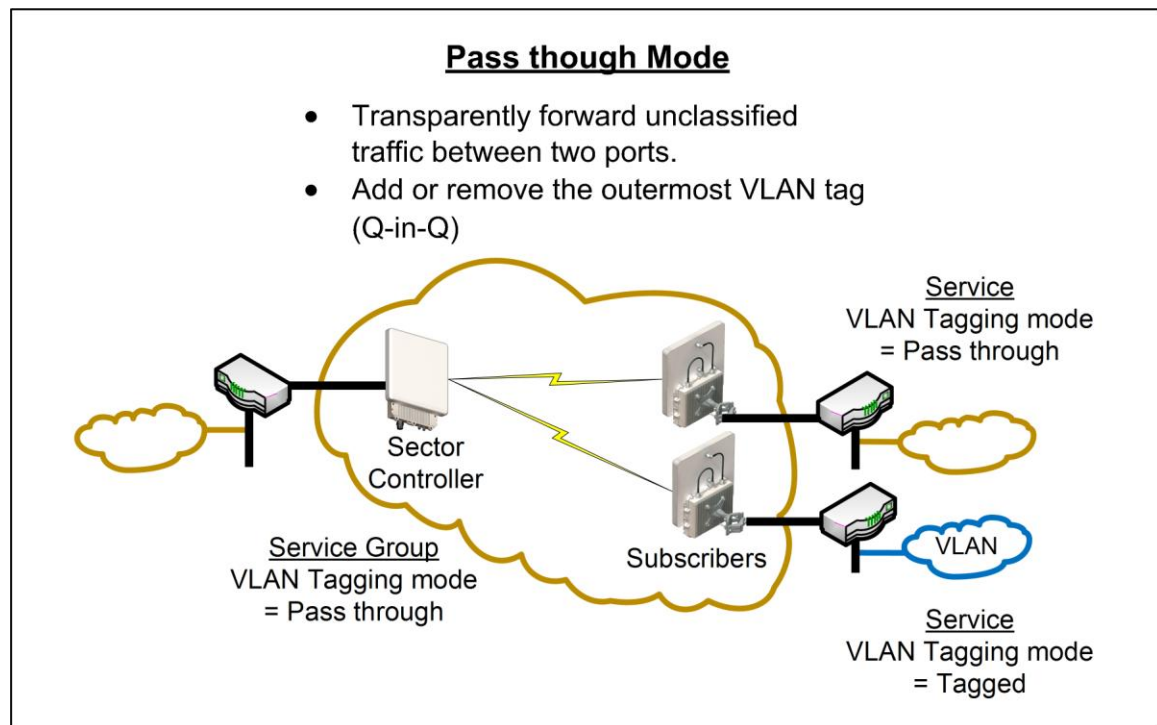 Pass though Mode
• Transparently forward unclassified
traffic between two ports.
• Add or remove the outermost VLAN tag
(Q-in-Q)
Service
VLAN Tagging mode
= Pass through
Sector
Controller
Subscribers
VLAN
Service Group
VLAN Tagging mode
= Pass through
Service
VLAN Tagging mode
= Tagged